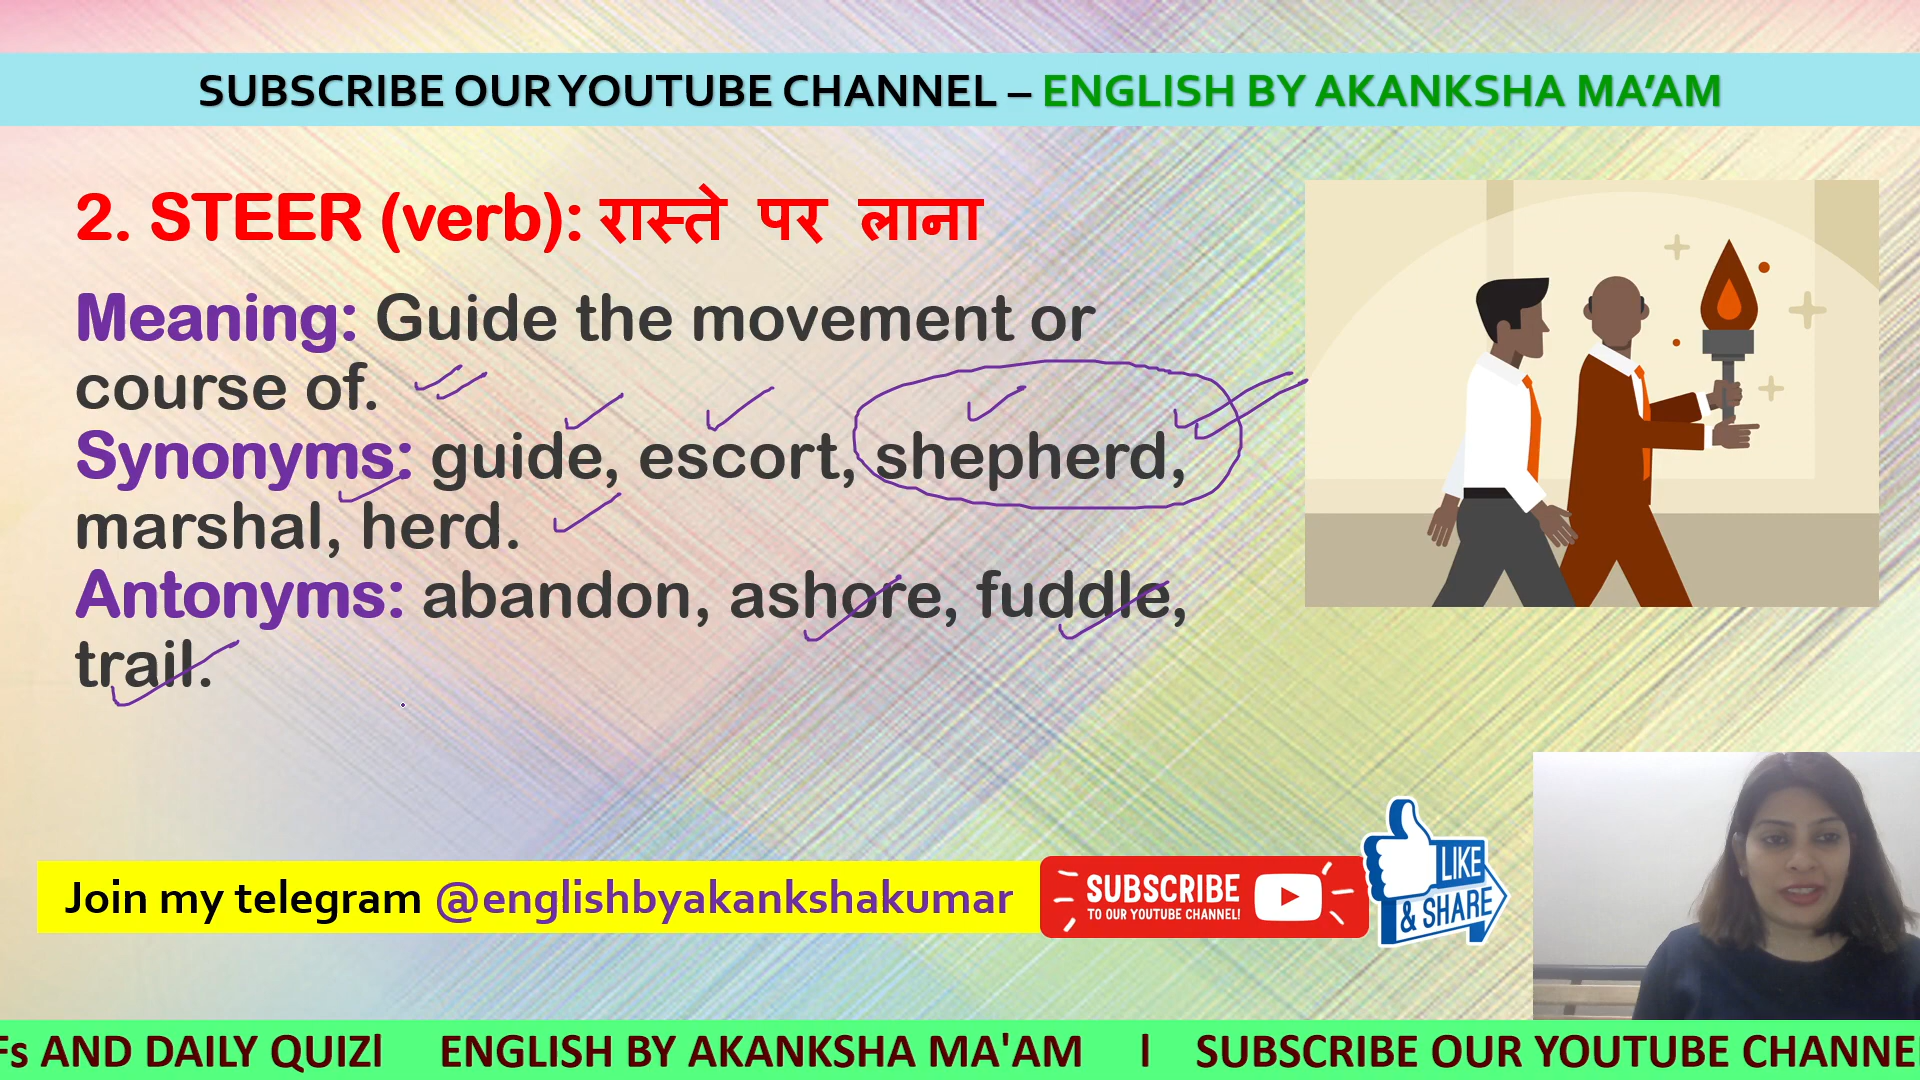 SUBSCRIBE OUR YOUTUBE CHANNEL – ENGLISH BY AKANKSHA MA’AM
2. STEER (verb): रास्ते पर लाना
Meaning: Guide the movement or
course of.
Synonyms: guide, escort, shepherd,
marshal, herd.
Antonyms: abandon, ashore, fuddle,
trail.
Join my telegram @englishbyakankshakumar
SUBSCRIBE
TO OUR YOUTUBE CHANNEL!
LIKE
& SHARE
Fs AND DAILY QUIZl ENGLISH BY AKANKSHA MA'AM l SUBSCRIBE OUR YOUTUBE CHANNE